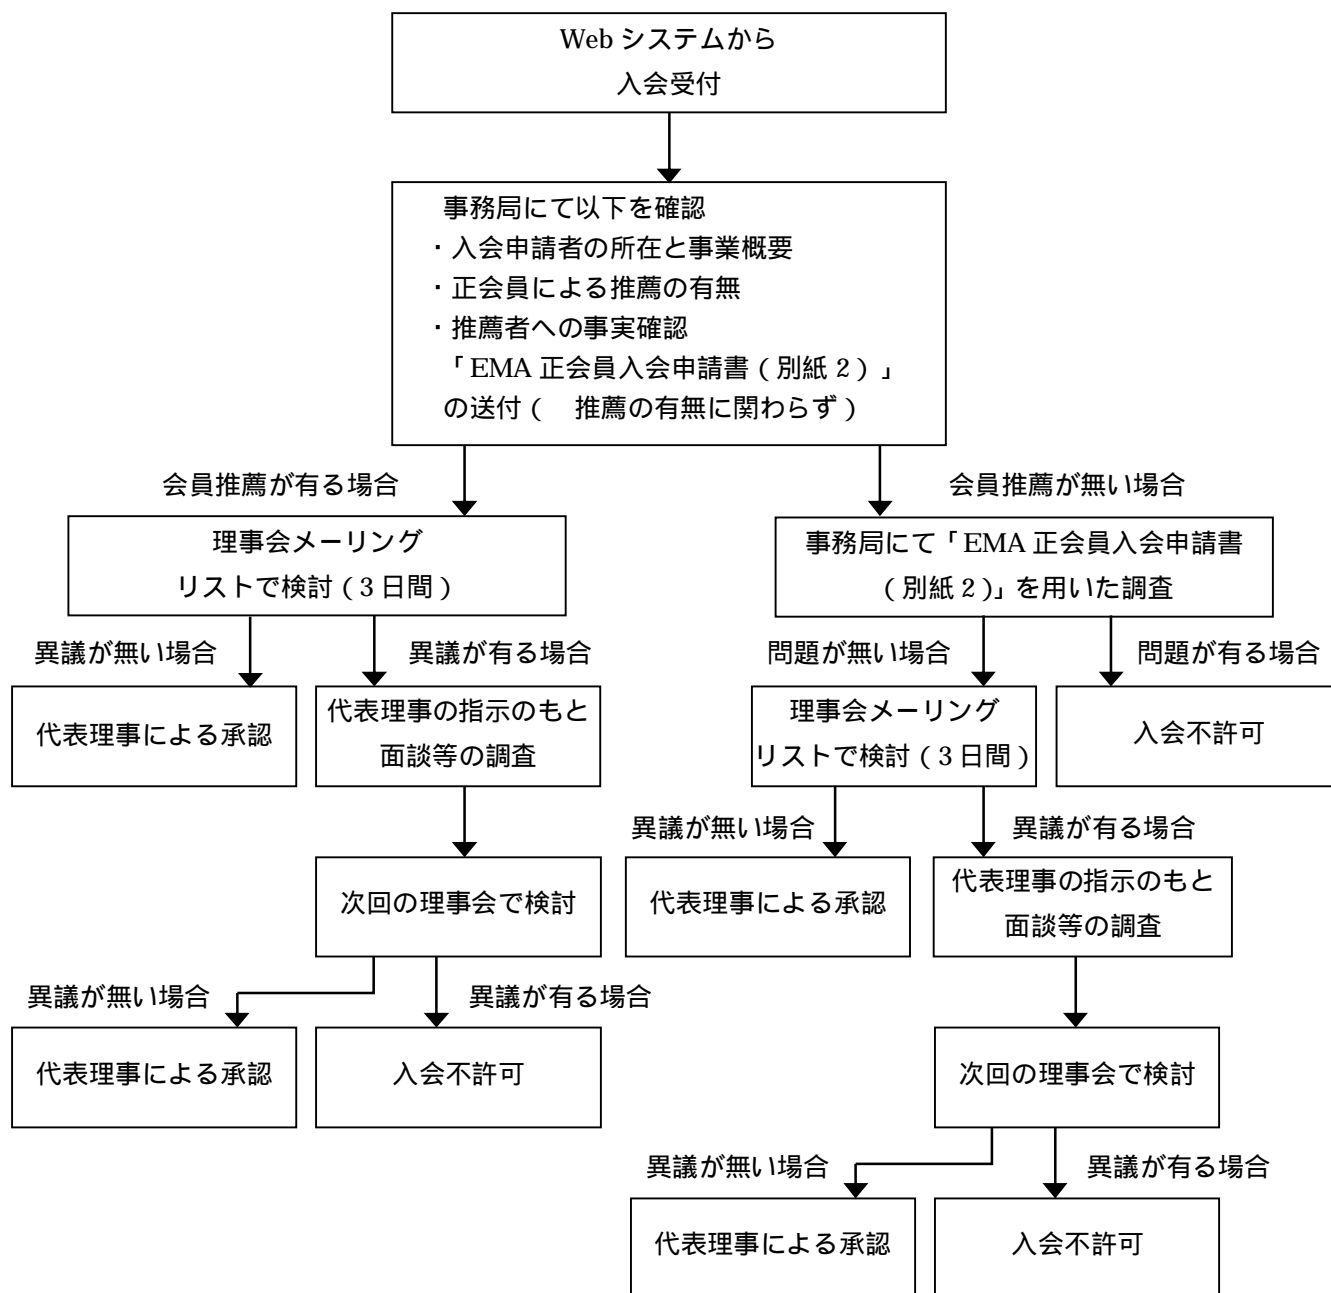 Web システムから
入会受付
事務局にて以下を確認
・入会申請者の所在と事業概要
・正会員による推薦の有無
・推薦者への事実確認
「EMA 正会員入会申請書（別紙 2）」
の送付（　推薦の有無に関わらず）
会員推薦が有る場合
会員推薦が無い場合
理事会メーリング
リストで検討（3 日間）
事務局にて「EMA 正会員入会申請書
（別紙 2）」を用いた調査
異議が無い場合
異議が有る場合
問題が無い場合
問題が有る場合
代表理事による承認
代表理事の指示のもと
面談等の調査
理事会メーリング
リストで検討（3 日間）
入会不許可
異議が無い場合
異議が有る場合
次回の理事会で検討
代表理事による承認
代表理事の指示のもと
面談等の調査
異議が無い場合
異議が有る場合
代表理事による承認
入会不許可
次回の理事会で検討
異議が無い場合
異議が有る場合
代表理事による承認
入会不許可